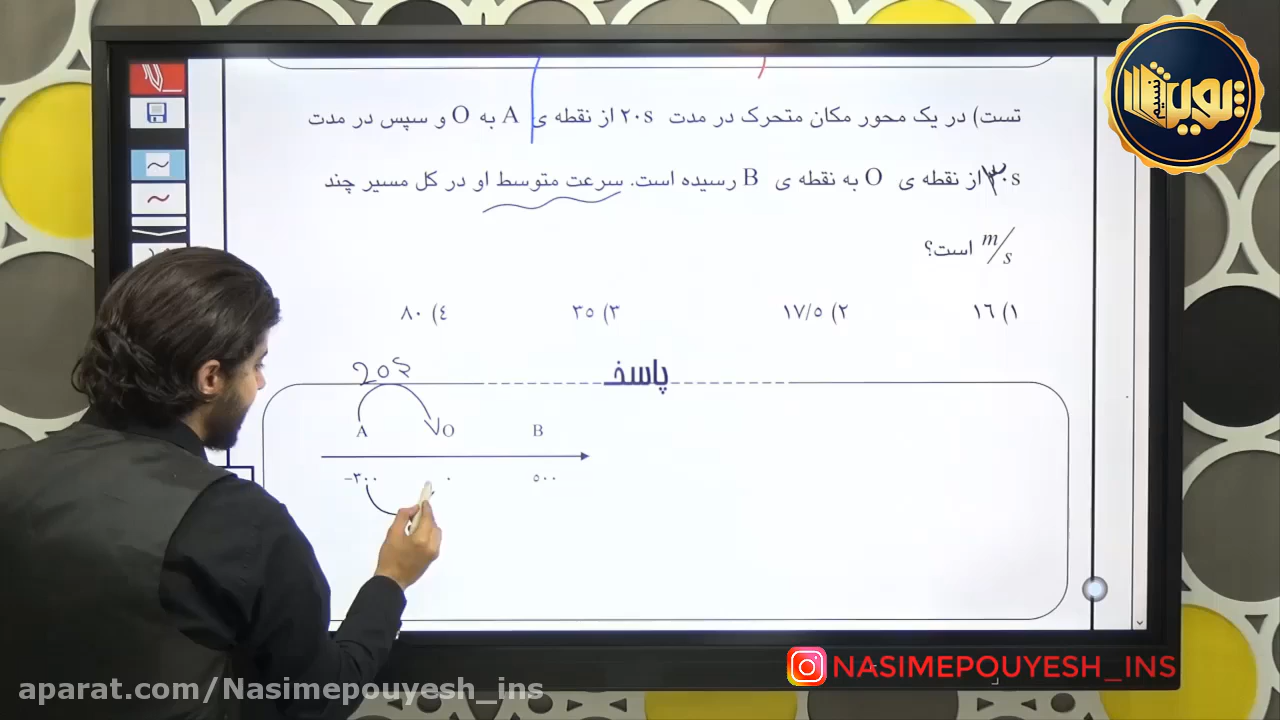 تست) در یک محور مکان متحرک در مدت ۲۰s از نقطه ی A به O و سپس در مدت
۳۰s از نقطه ی O به نقطه ی B رسیده است. سرعت متوسط او در کل مسیر چند
m/s است؟
۱) ۱۶
۲) ۱۷/۵
۳) ۳۵
۴) ۸۰
پاسخ
20s
A O B
-۳۰۰ ۰ ۵۰۰
نسیم پویش
NASIMEPOUYESH_INS
aparat.com/Nasimepouyesh_ins